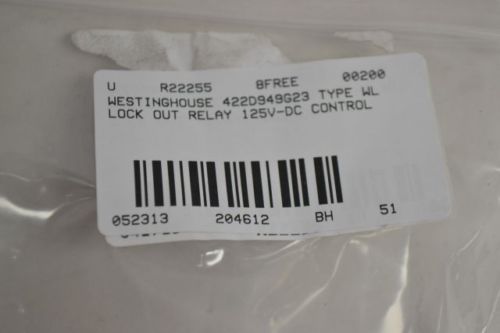 U R22255 BFREE 00200
WESTINGHOUSE 422D949G23 TYPE WL
LOCK OUT RELAY 125V-DC CONTROL
052313 204612 BH 51